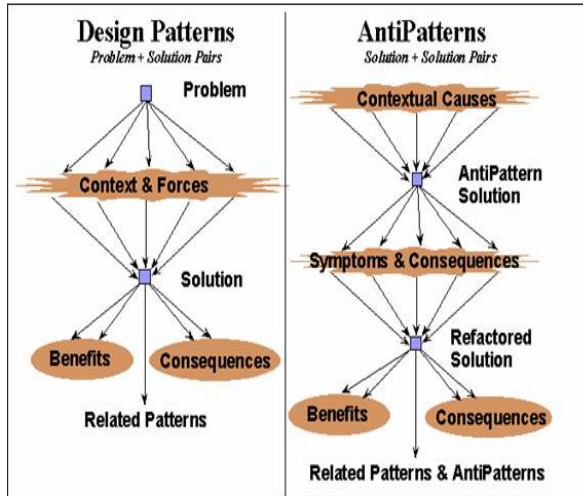 Design Patterns
Problem + Solution Pairs
Problem
Context & Forces
Solution
Benefits
Consequences
Related Patterns
AntiPatterns
Solution + Solution Pairs
Contextual Causes
AntiPattern
Solution
Symptoms & Consequences
Refactored
Solution
Benefits
Consequences
Related Patterns & AntiPatterns